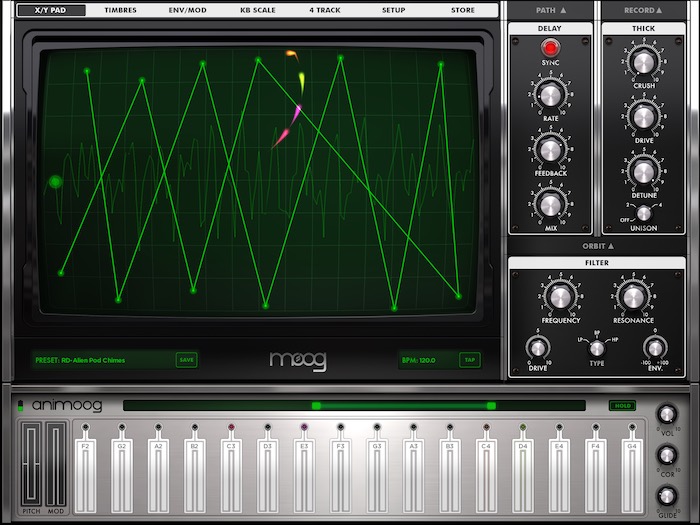 X/Y PAD TIMBRES ENV/MOD KB SCALE 4 TRACK SETUP STORE
PATH RECORD
DELAY THICK
SYNC
CRUSH
RATE
DRIVE
FEEDBACK
DETUNE
MIX
OFF 2 4
UNISON
ORBIT
FILTER
FREQUENCY RESONANCE
LP BP HP
DRIVE TYPE ENV.
-100 +100
PRESET: RD-Alien Pod Chimes SAVE moog BPM: 120.0 TAP
animoog HOLD
VOL
F2 G2 A2 B2 C3 D3 E3 F3 G3 A3 B3 C4 D4 E4 F4 G4
COR
PITCH MOD GLIDE